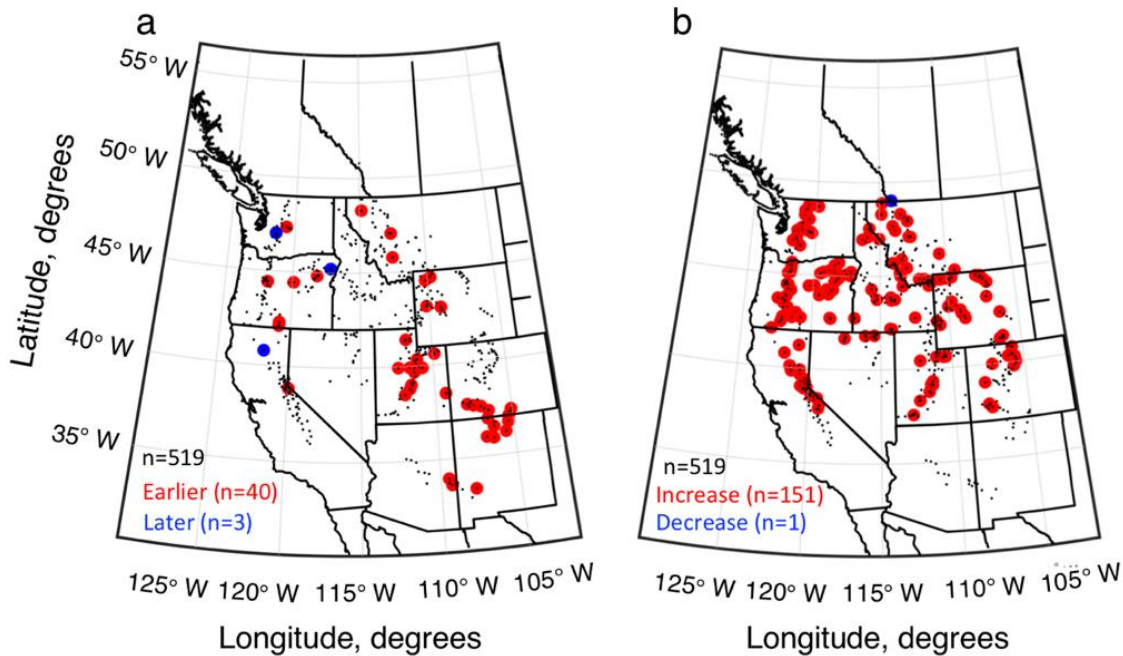 a
b
55° W
50° W
45° W
40° W
35° W
Latitude, degrees
n=519
Earlier (n=40)
Later (n=3)
n=519
Increase (n=151)
Decrease (n=1)
125° W 120° W 115° W 110° W 105° W
125° W 120° W 115° W 110° W 105° W
Longitude, degrees
Longitude, degrees